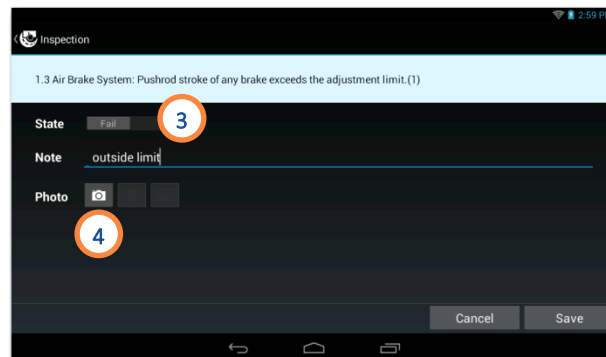 2:59 P
Inspection
1.3 Air Brake System: Pushrod stroke of any brake exceeds the adjustment limit.(1)
State Fail 3
Note outside limit
Photo
4
Cancel Save